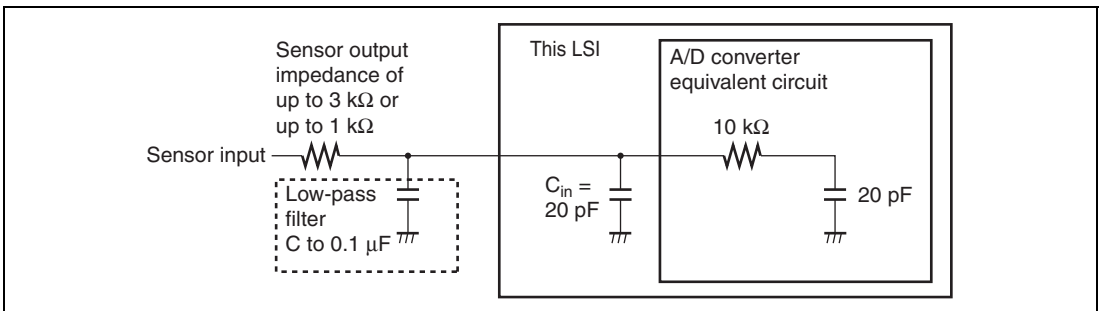 Sensor output
impedance of
up to 3 kΩ or
up to 1 kΩ
Sensor input
Low-pass
filter
C to 0.1 μF
This LSI
C_in =
20 pF
A/D converter
equivalent circuit
10 kΩ
20 pF